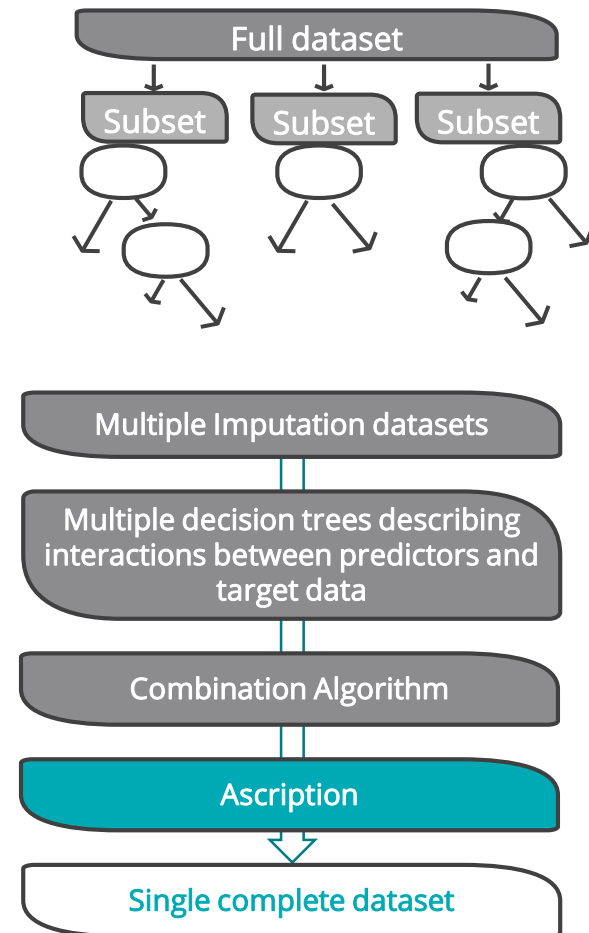 Full dataset
Subset Subset Subset
Multiple Imputation datasets
Multiple decision trees describing
interactions between predictors and
target data
Combination Algorithm
Ascription
Single complete dataset